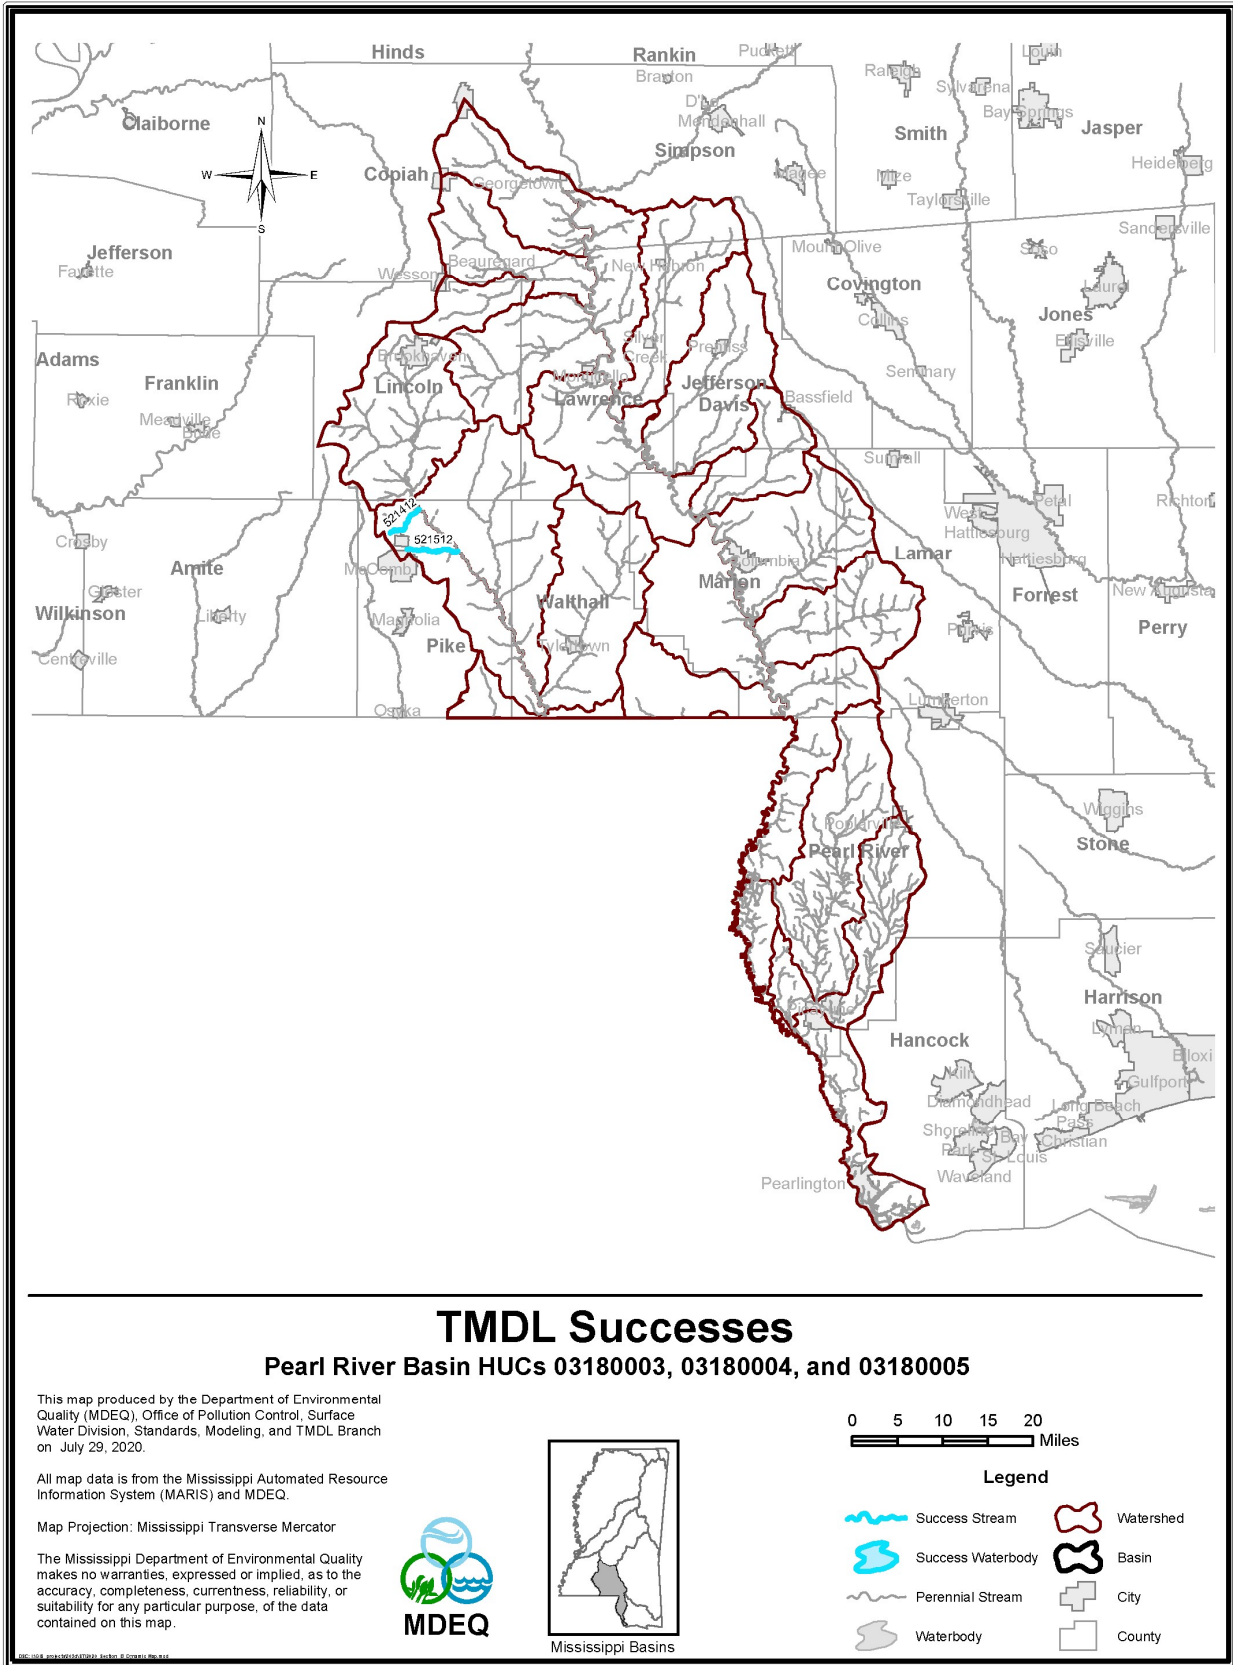 Hinds
Rankin
Puckett
Braxton
Raleigh
Louin
Sylvarena
D'Lo
Mendenhall
Bay Springs
Claiborne
Smith
Jasper
N
Simpson
Heidelberg
W
E
Copiah
Georgetown
Magee
Mize
Taylorsville
S
Sandersville
Jefferson
Mount Olive
Soso
Fayette
Wesson
Beauregard
New Hebron
Covington
Laurel
Collins
Jones
Silver
Creek
Prentiss
Ellisville
Adams
Brookhaven
Franklin
Lincoln
Monticello
Lawrence
Jefferson
Davis
Seminary
Roxie
Bassfield
Meadville
Bude
Sumrall
521412
West
Hattiesburg
Petal
Richton
521512
Crosby
McComb
Columbia
Lamar
Hattiesburg
Amite
Marion
Gloster
Walthall
Forrest
New Augusta
Wilkinson
Liberty
Magnolia
Purvis
Perry
Centreville
Pike
Tylertown
Osyka
Lumberton
Wiggins
Poplarville
Stone
Pearl River
Saucier
Harrison
Picayune
Lyman
Hancock
Biloxi
Kiln
Gulfport
Diamondhead
Long Beach
Shoreline
Park
Bay
St. Louis
Pass
Christian
Waveland
Pearlington
TMDL Successes
Pearl River Basin HUCs 03180003, 03180004, and 03180005
This map produced by the Department of Environmental
Quality (MDEQ), Office of Pollution Control, Surface
Water Division, Standards, Modeling, and TMDL Branch
on July 29, 2020.
All map data is from the Mississippi Automated Resource
Information System (MARIS) and MDEQ.
Map Projection: Mississippi Transverse Mercator
The Mississippi Department of Environmental Quality
makes no warranties, expressed or implied, as to the
accuracy, completeness, currentness, reliability, or
suitability for any particular purpose, of the data
contained on this map.
MDEQ
Mississippi Basins
0 5 10 15 20
Miles
Legend
Success Stream
Watershed
Success Waterbody
Basin
Perennial Stream
City
Waterbody
County